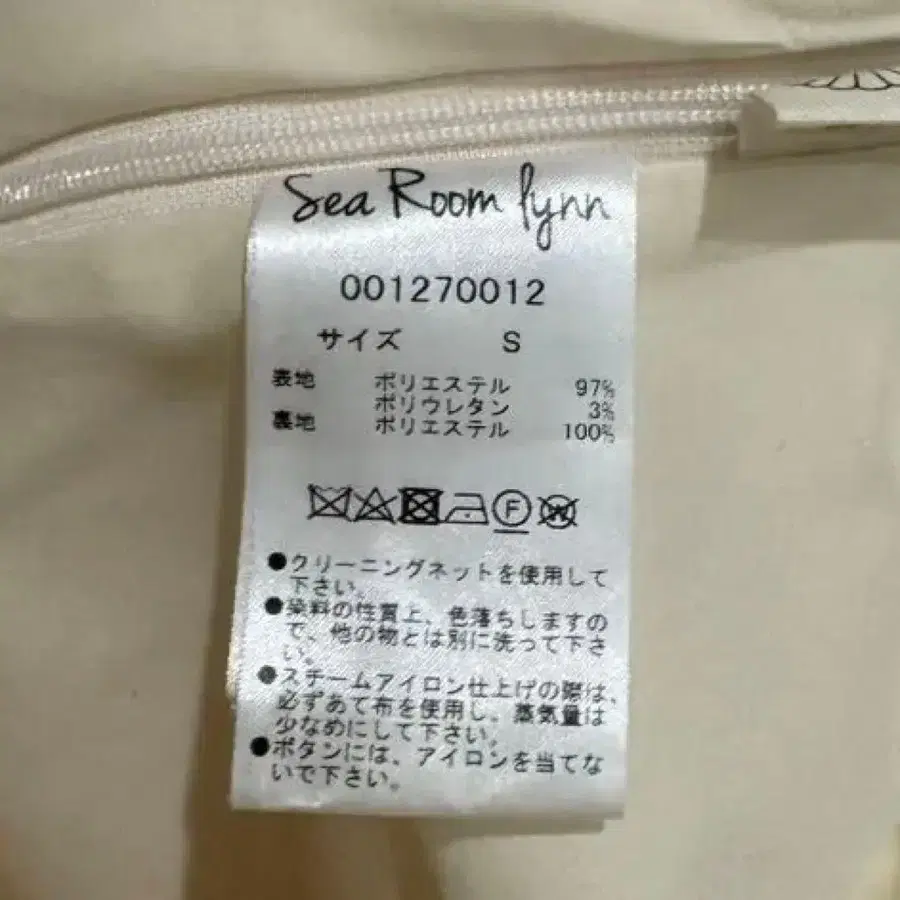 Sea Room lynn
001270012
サイズ S
表地 ポリエステル 97%
ポリウレタン 3%
裏地 ポリエステル 100%
F W
●クリーニングネットを使用して
下さい。
●染料の性質上、色落ちしますの
で、他の物とは別に洗って下さ
い。
●スチームアイロン仕上げの際は、
必ずあて布を使用し、蒸気量は
少なめにして下さい。
●ボタンには、アイロンを当てな
いで下さい。